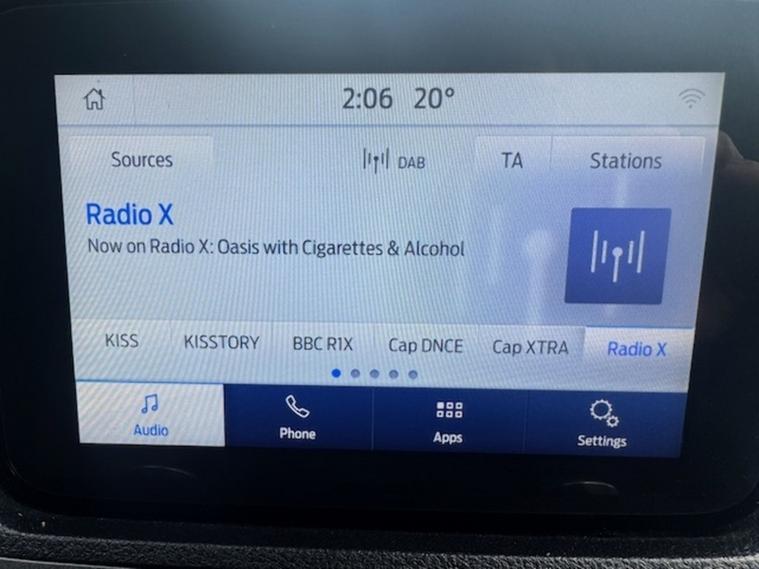 2:06 20°
Sources DAB TA Stations
Radio X
Now on Radio X: Oasis with Cigarettes & Alcohol
KISS KISSTORY BBC R1X Cap DNCE Cap XTRA Radio X
Audio Phone Apps Settings